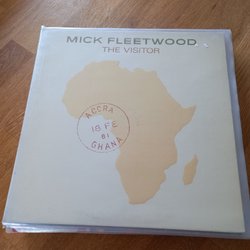 MICK FLEETWOOD
THE VISITOR
ACCRA
18 FE
81
GHANA